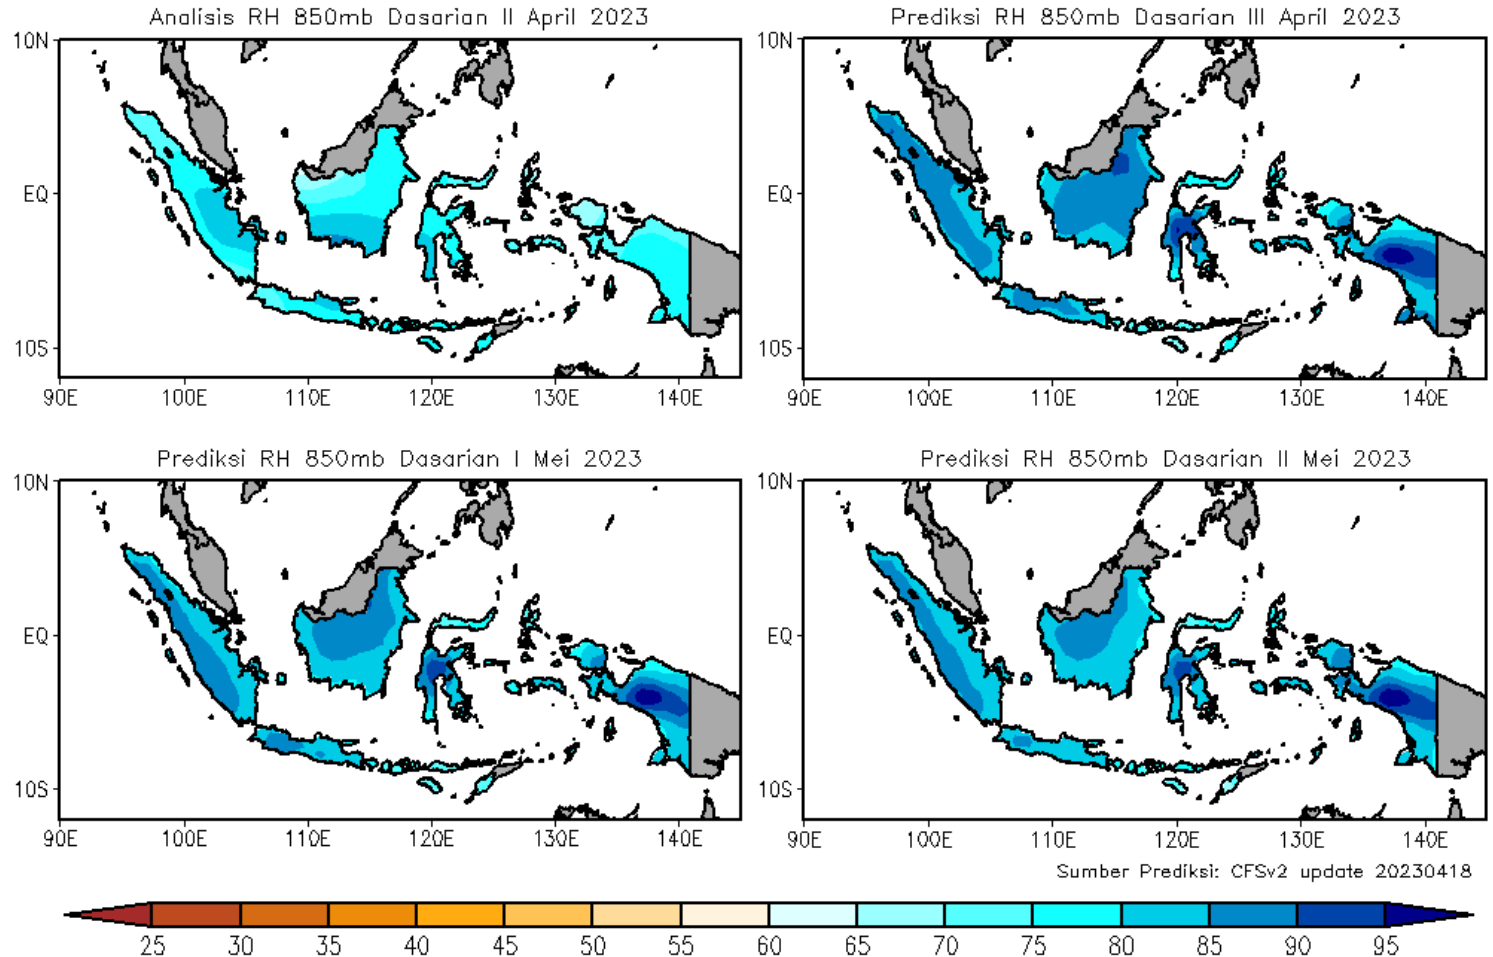 Analisis RH 850mb Dasarian II April 2023
Prediksi RH 850mb Dasarian III April 2023
10N
EQ
10S
90E 100E 110E 120E 130E 140E
10N
EQ
10S
90E 100E 110E 120E 130E 140E
Prediksi RH 850mb Dasarian I Mei 2023
Prediksi RH 850mb Dasarian II Mei 2023
10N
EQ
10S
90E 100E 110E 120E 130E 140E
10N
EQ
10S
90E 100E 110E 120E 130E 140E
Sumber Prediksi: CFSv2 update 20230418
25 30 35 40 45 50 55 60 65 70 75 80 85 90 95